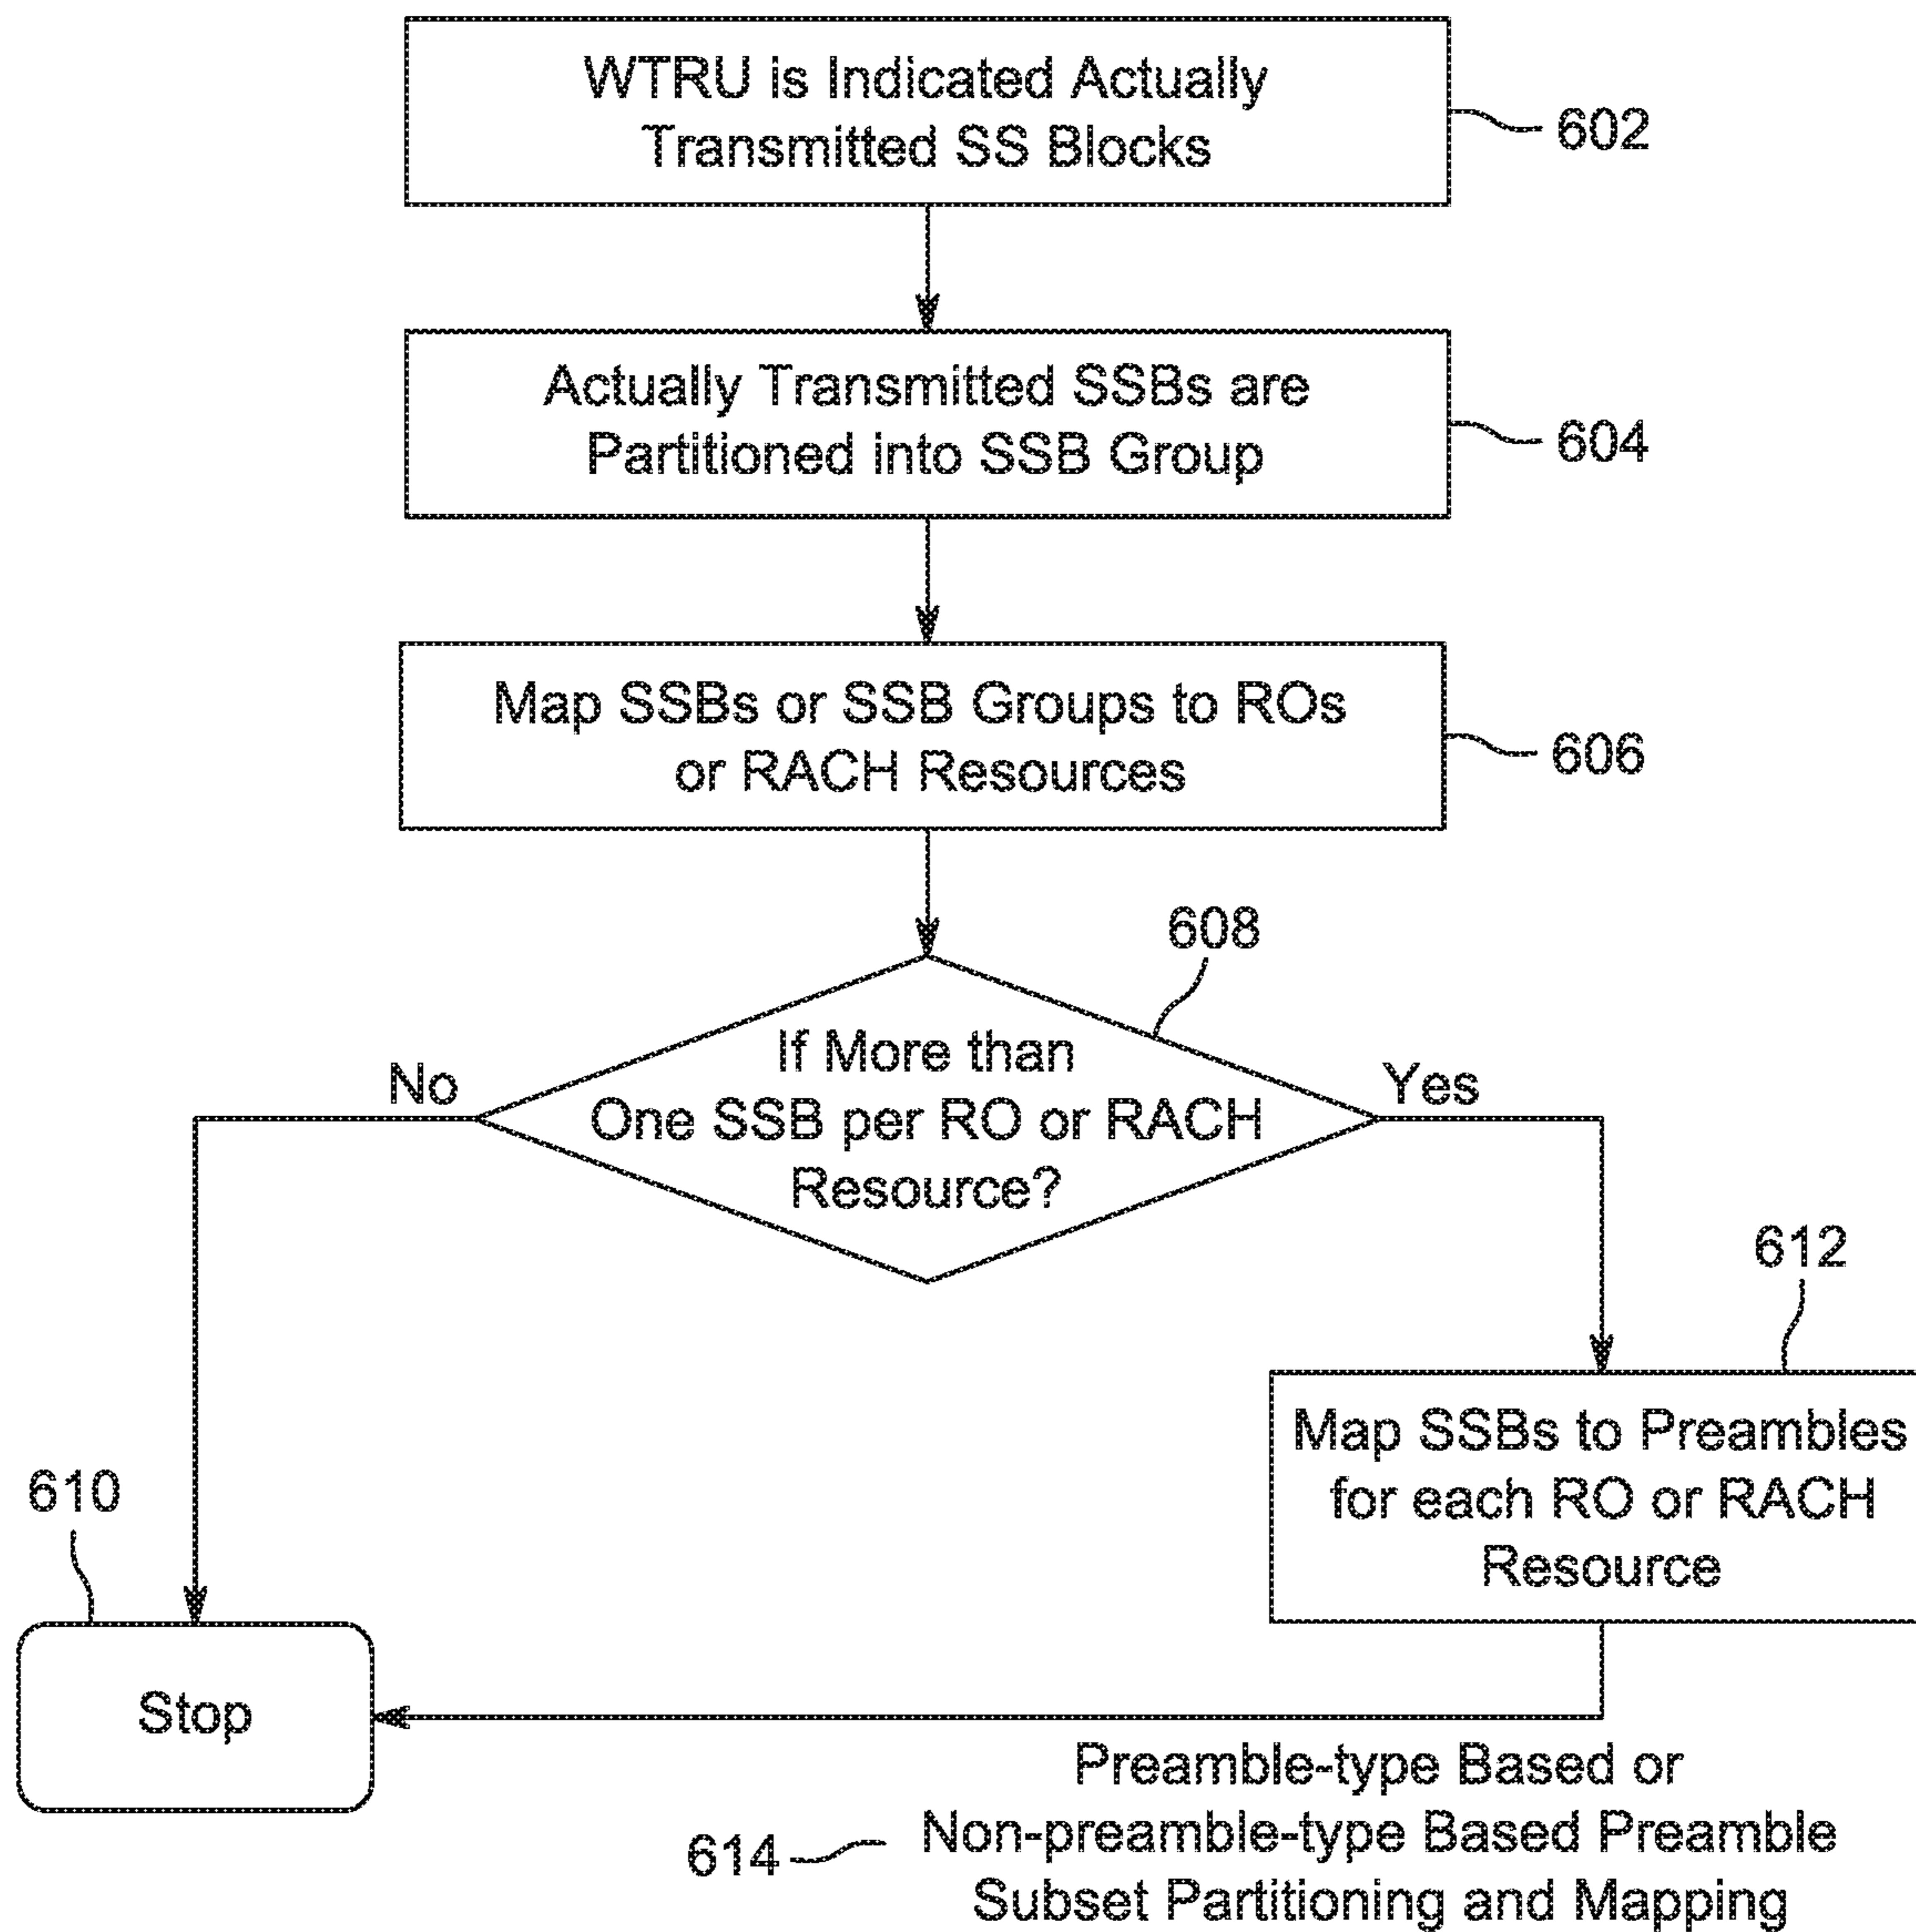 WTRU is Indicated Actually
Transmitted SS Blocks
602
Actually Transmitted SSBs are
Partitioned into SSB Group
604
Map SSBs or SSB Groups to ROs
or RACH Resources
606
608
If More than
One SSB per RO or RACH
Resource?
No
Yes
612
Map SSBs to Preambles
for each RO or RACH
Resource
610
Stop
Preamble-type Based or
Non-preamble-type Based Preamble
Subset Partitioning and Mapping
614